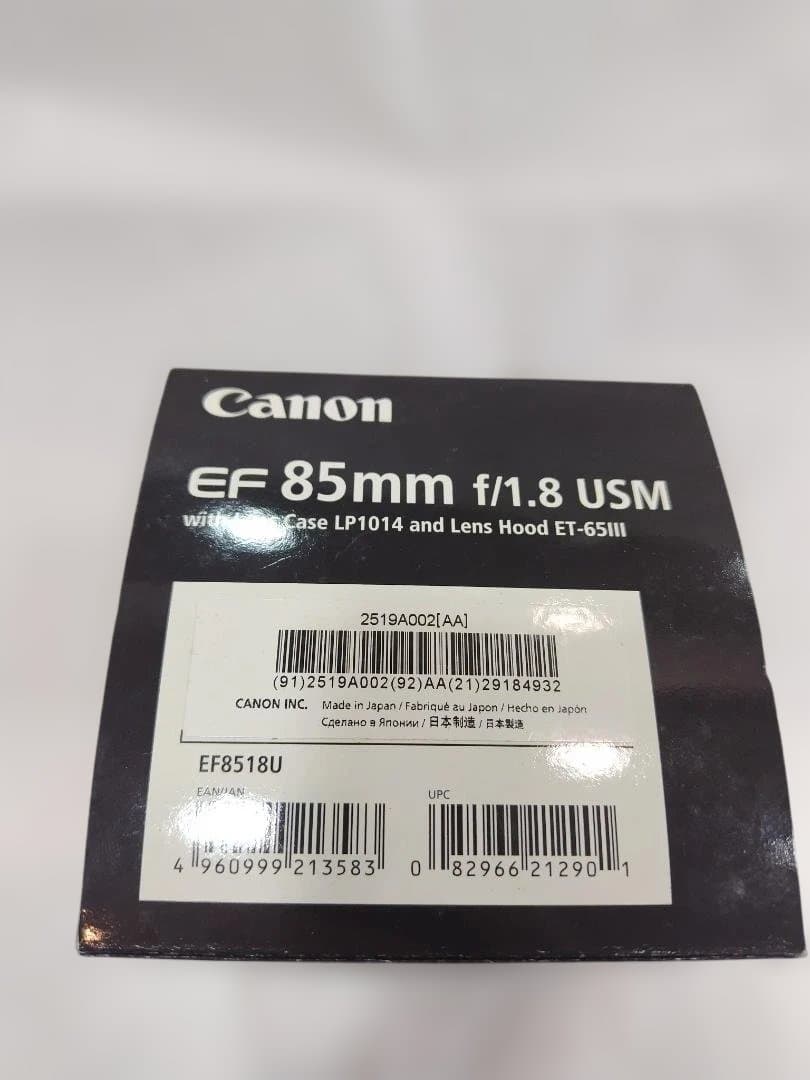 Canon
EF 85mm f/1.8 USM
with Case LP1014 and Lens Hood ET-65III
2519A002[AA]
(91)2519A002(92)AA(21)29184932
CANON INC. Made in Japan / Fabriqué au Japon / Hecho en Japón
Сделано в Японии / 日本制造 / 日本製造
EF8518U
EAN/JAN UPC
4 960999 213583 0 82966 21290 1